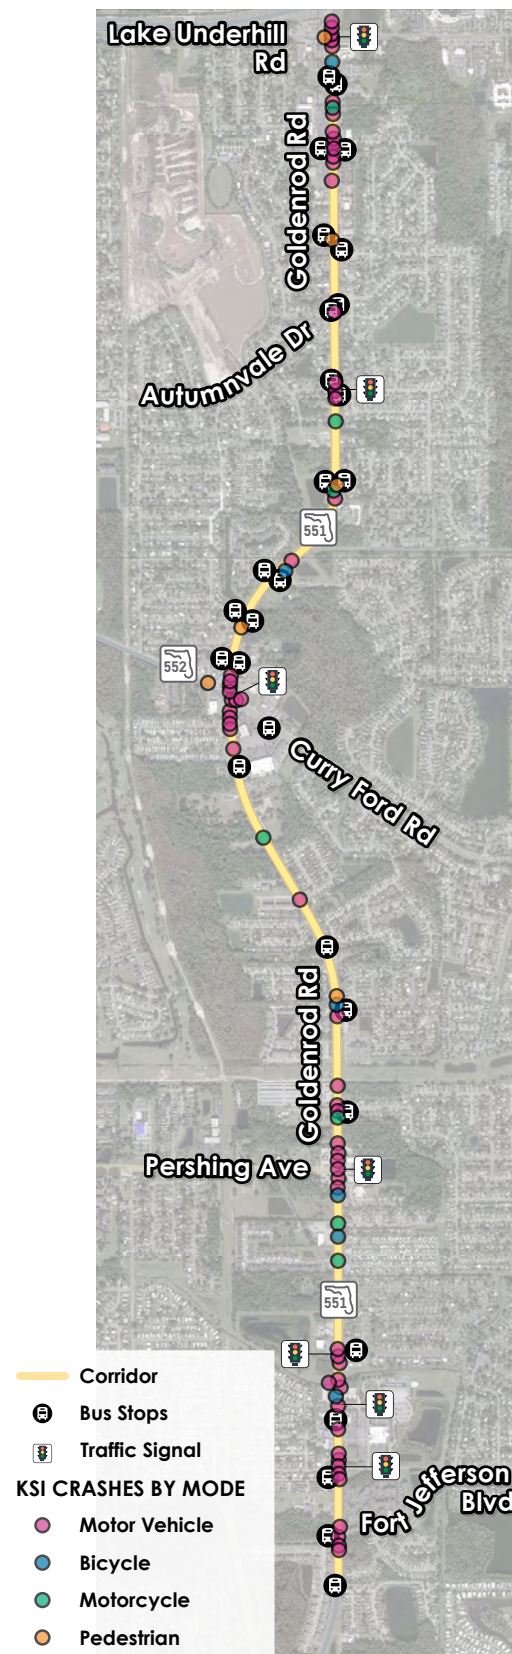 Lake Underhill
Rd
Goldenrod Rd
Autumnvale Dr
551
552
Curry Ford Rd
Goldenrod Rd
Pershing Ave
551
Fort Jefferson
Blvd
Corridor
Bus Stops
Traffic Signal
KSI CRASHES BY MODE
Motor Vehicle
Bicycle
Motorcycle
Pedestrian